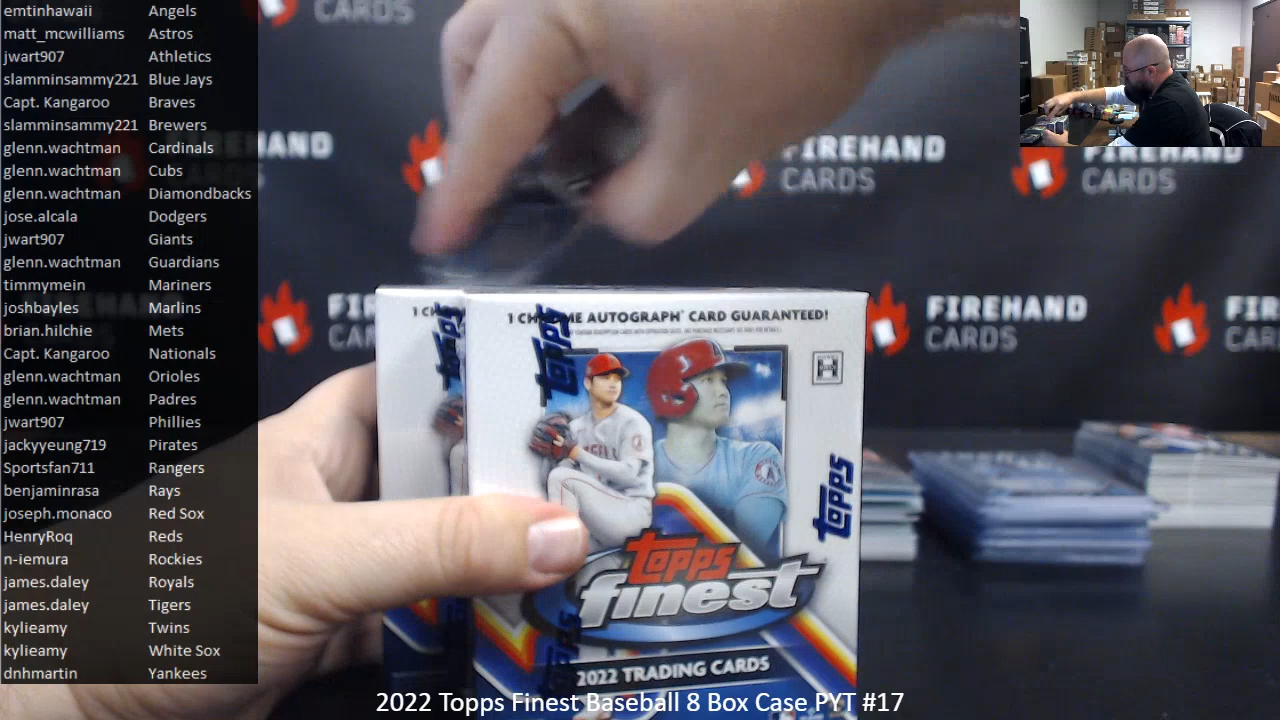 emtinhawaii Angels
matt_mcwilliams Astros
jwart907 Athletics
slamminsammy221 Blue Jays
Capt. Kangaroo Braves
slamminsammy221 Brewers
glenn.wachtman Cardinals
glenn.wachtman Cubs
glenn.wachtman Diamondbacks
jose.alcala Dodgers
jwart907 Giants
glenn.wachtman Guardians
timmymein Mariners
joshbayles Marlins
brian.hilchie Mets
Capt. Kangaroo Nationals
glenn.wachtman Orioles
glenn.wachtman Padres
jwart907 Phillies
jackyyeung719 Pirates
Sportsfan711 Rangers
benjaminrasa Rays
joseph.monaco Red Sox
HenryRoq Reds
n-iemura Rockies
james.daley Royals
james.daley Tigers
kylieamy Twins
kylieamy White Sox
dnhmartin Yankees
FIREHAND
CARDS
FIREHAND
CARDS
FIREHAND
CARDS
1 CHROME AUTOGRAPH CARD GUARANTEED!
TOPPS
TOPPS
TOPPS
TOPPS
topps
finest
2022 TRADING CARDS
2022 Topps Finest Baseball 8 Box Case PYT #17